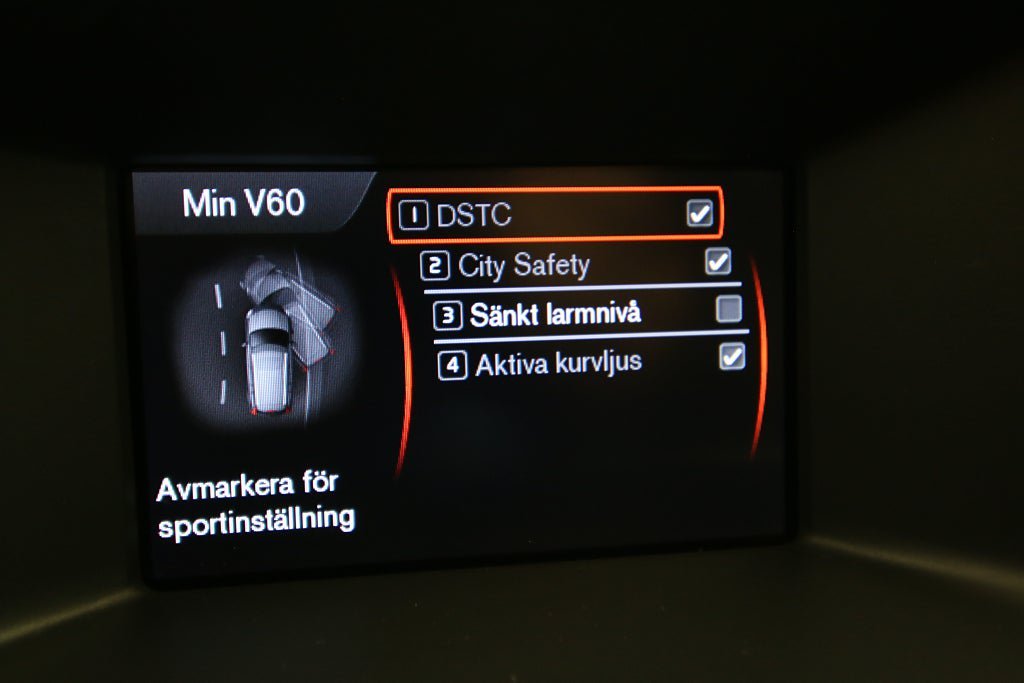 Min V60
1 DSTC
2 City Safety
3 Sänkt larmnivå
4 Aktiva kurvljus
Avmarkera för
sportinställning